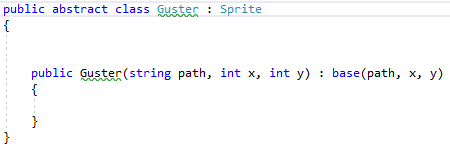 public abstract class Guster : Sprite
{
public Guster(string path, int x, int y) : base(path, x, y)
{
}
}